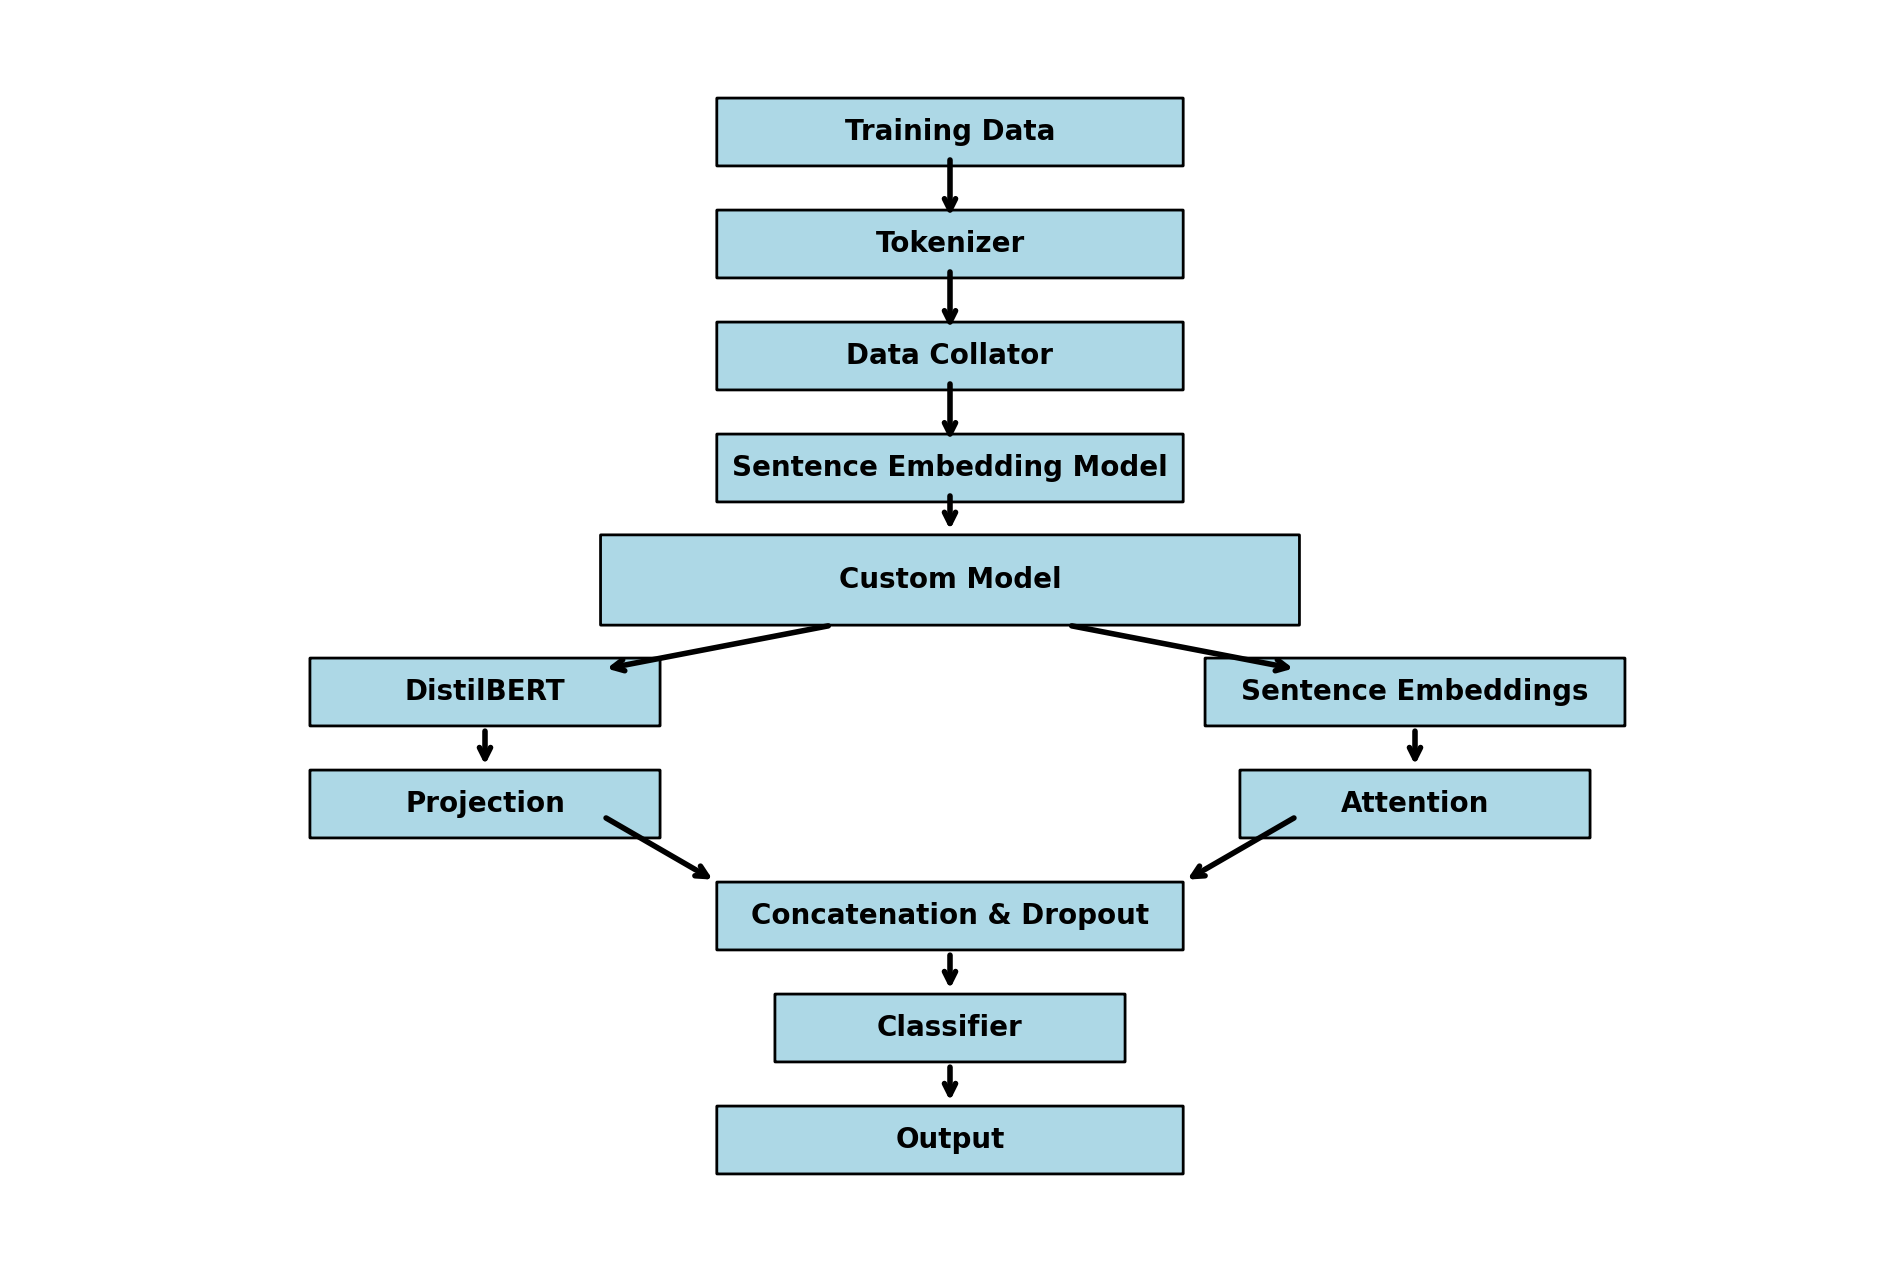 Training Data
Tokenizer
Data Collator
Sentence Embedding Model
Custom Model
DistilBERT
Sentence Embeddings
Projection
Attention
Concatenation & Dropout
Classifier
Output